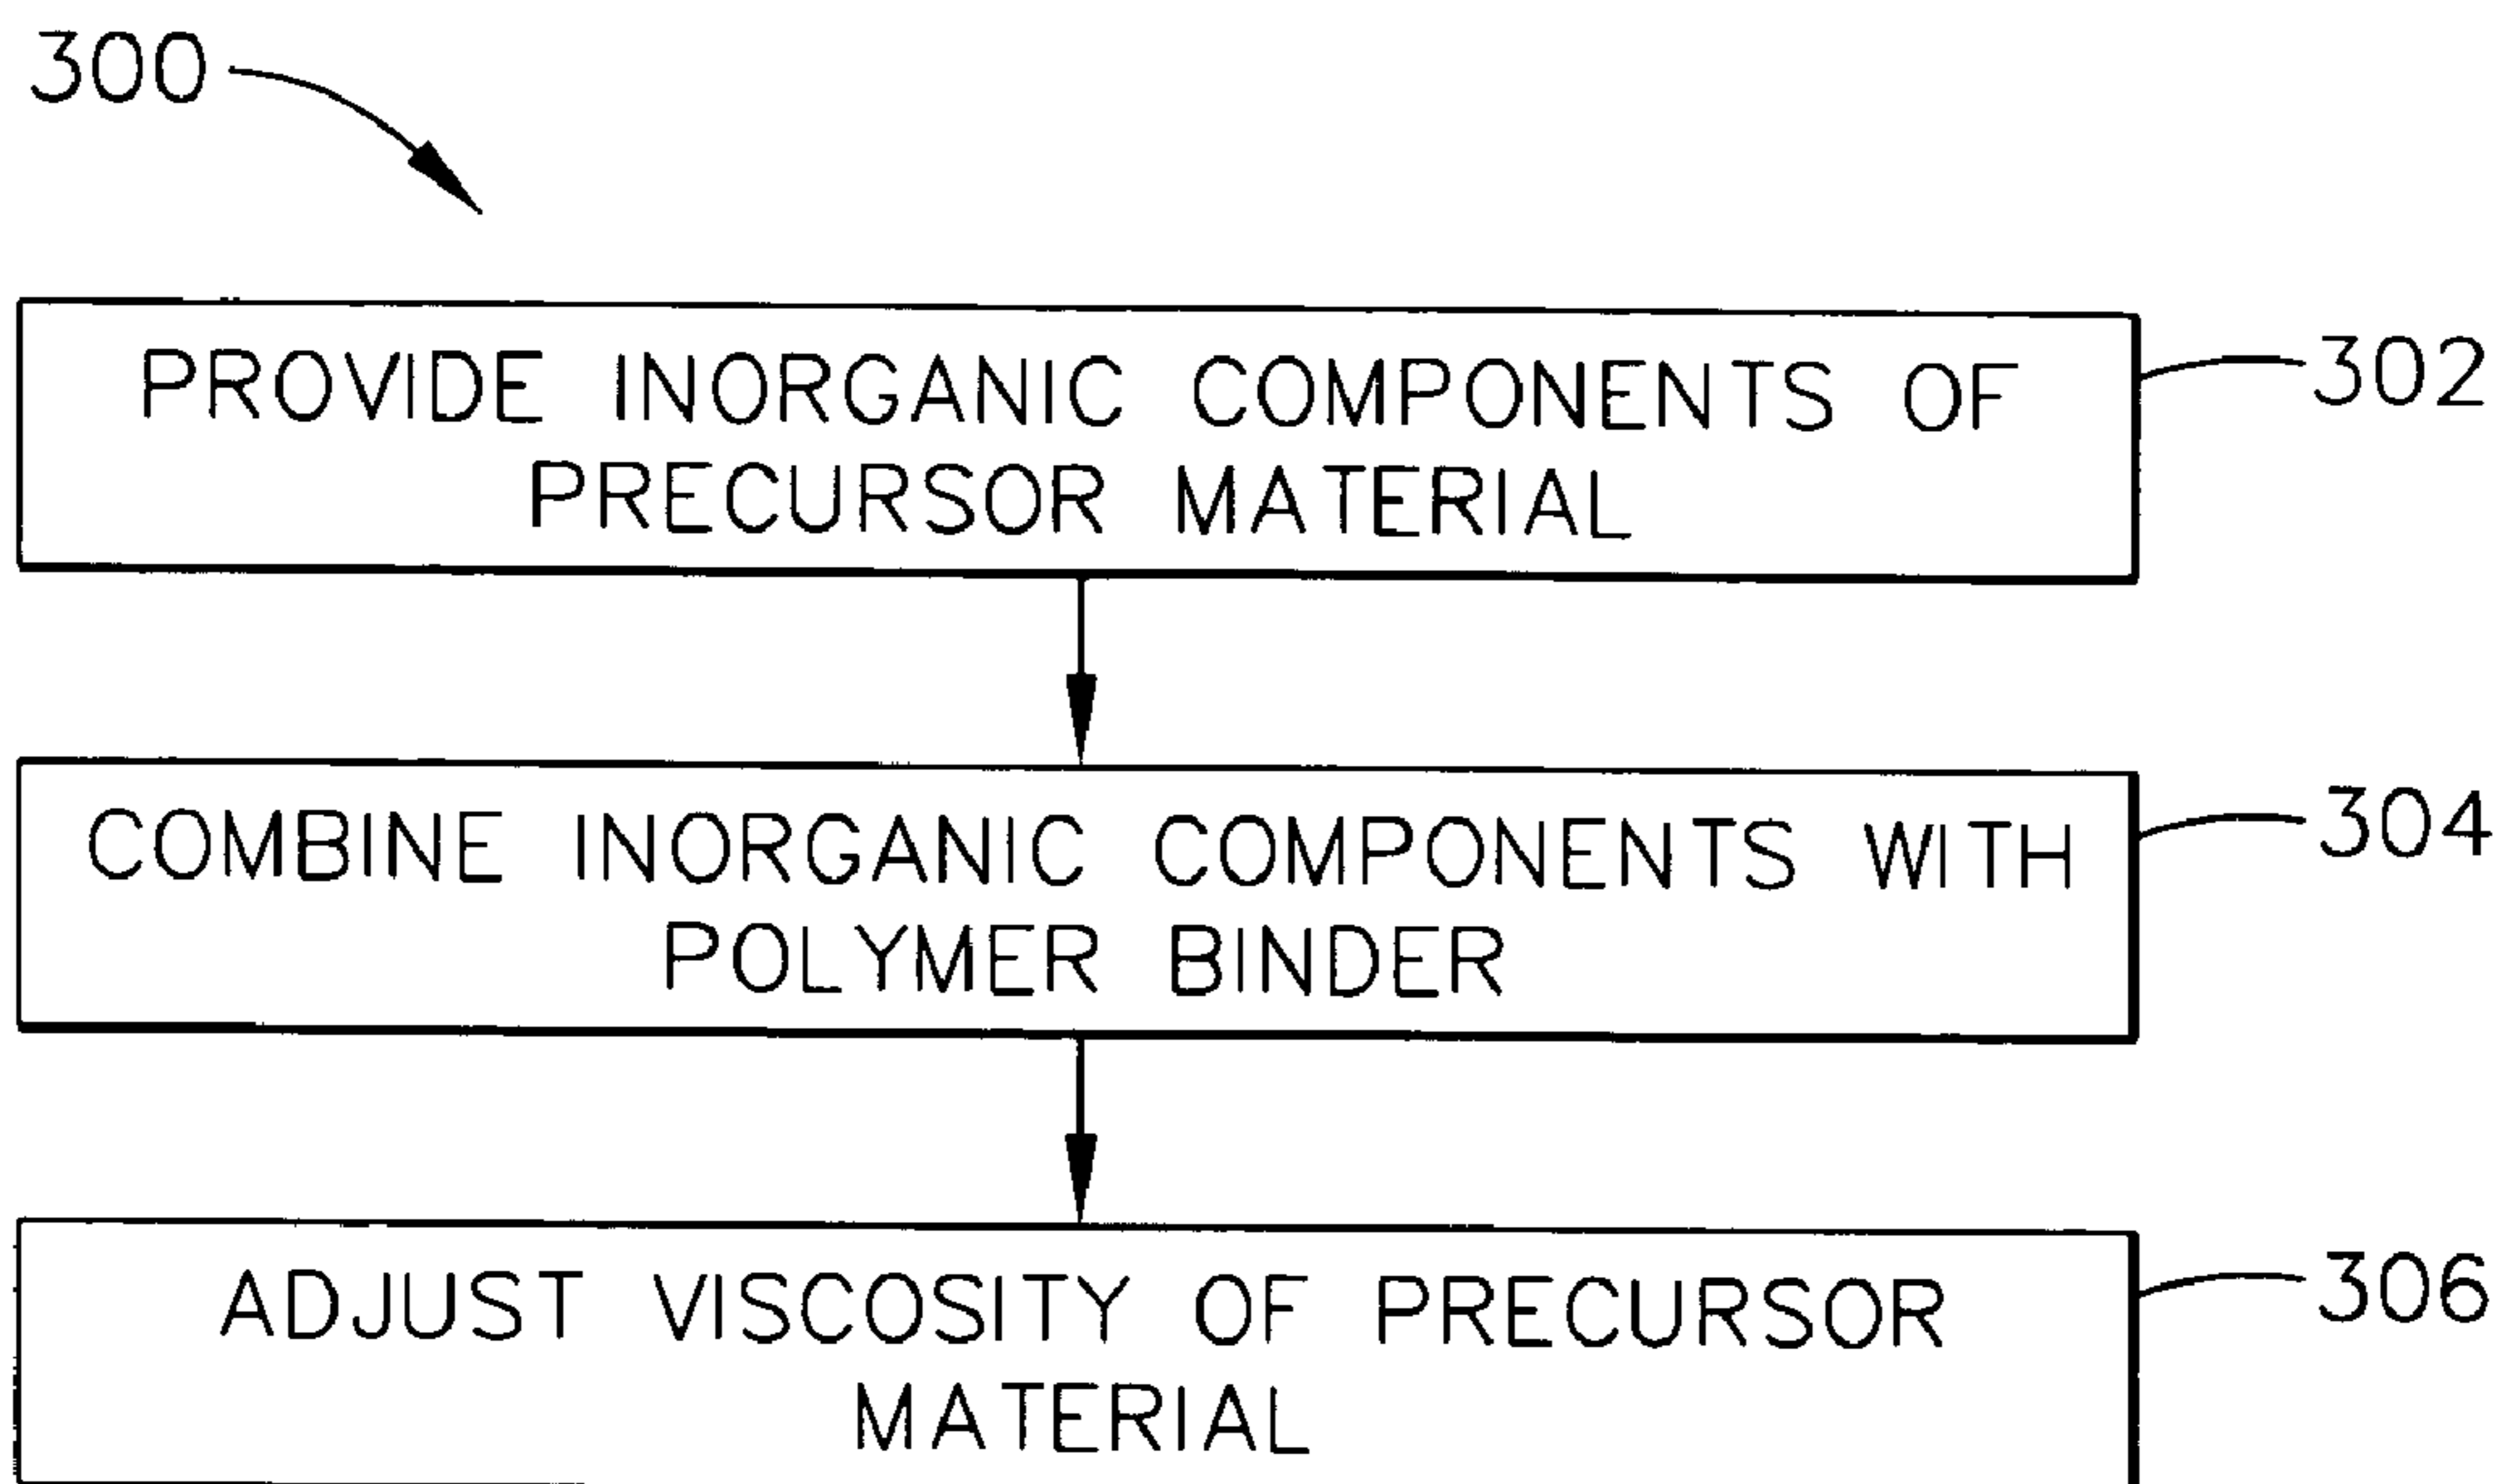 300
PROVIDE INORGANIC COMPONENTS OF
PRECURSOR MATERIAL
302
COMBINE INORGANIC COMPONENTS WITH
POLYMER BINDER
304
ADJUST VISCOSITY OF PRECURSOR
MATERIAL
306